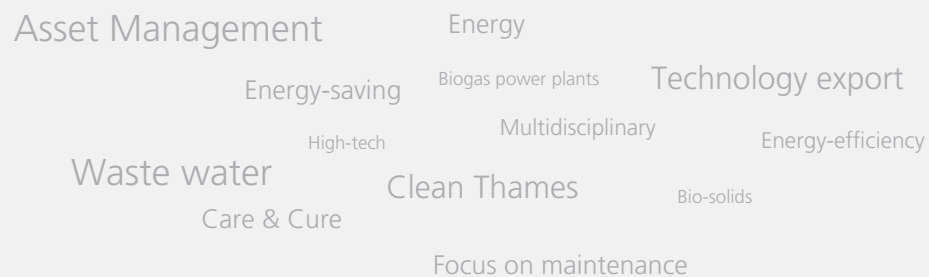 Asset Management
Energy
Energy-saving
Biogas power plants
Technology export
High-tech
Multidisciplinary
Energy-efficiency
Waste water
Clean Thames
Bio-solids
Care & Cure
Focus on maintenance